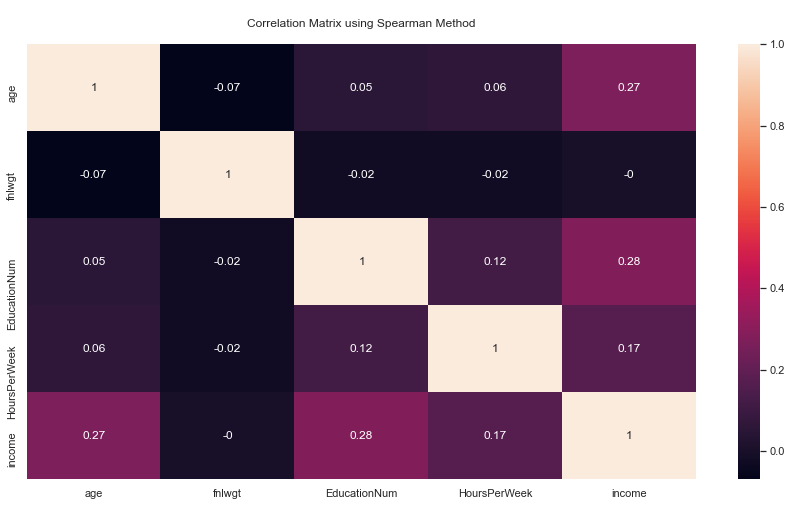 Correlation Matrix using Spearman Method
age 1 -0.07 0.05 0.06 0.27
fnlwgt -0.07 1 -0.02 -0.02 -0
EducationNum 0.05 -0.02 1 0.12 0.28
HoursPerWeek 0.06 -0.02 0.12 1 0.17
income 0.27 -0 0.28 0.17 1
age fnlwgt EducationNum HoursPerWeek income
1.0
0.8
0.6
0.4
0.2
0.0